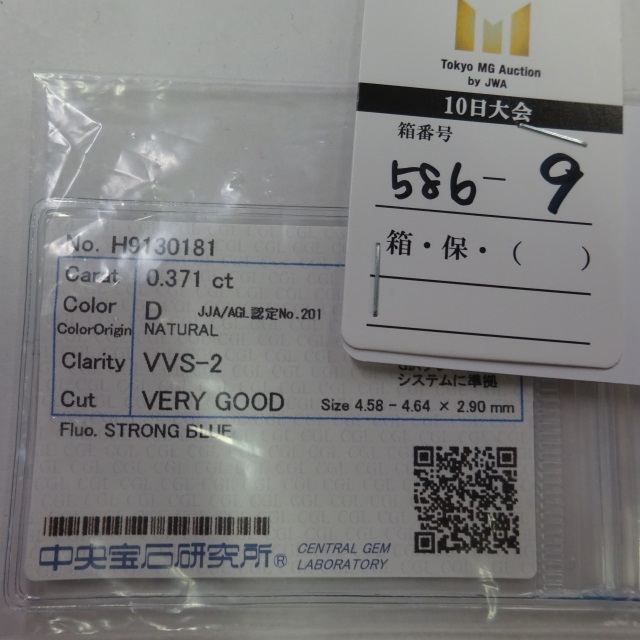 Tokyo MG Auction
by JWA
10日大会
箱番号
586-9
箱・保・(　　)
No. H9130181
Carat 0.371 ct
Color D JJA/AGL認定No.201
ColorOrigin NATURAL
Clarity VVS-2
システムに準拠
Cut VERY GOOD Size 4.58 - 4.64 × 2.90 mm
Fluo. STRONG BLUE
中央宝石研究所® CENTRAL GEM
LABORATORY